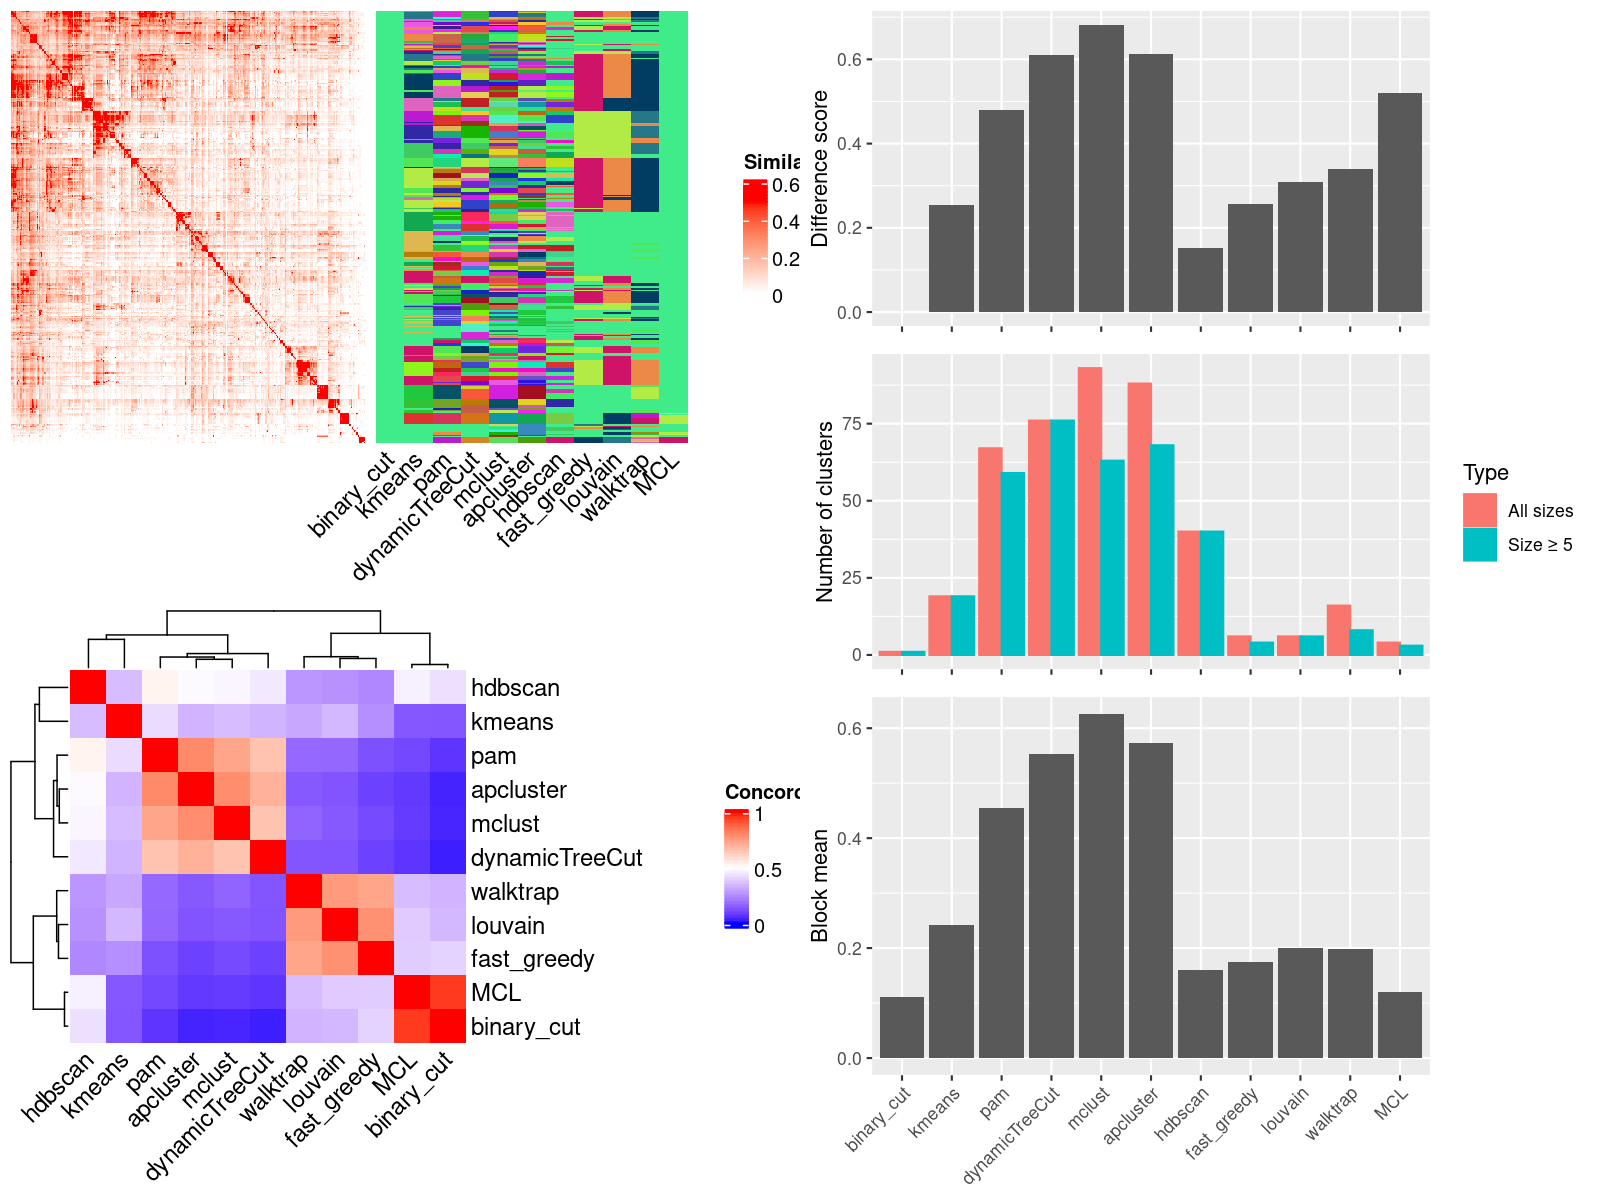 Simila
0.6
0.4
0.2
0
binary_cut
kmeans
pam
dynamicTreeCut
mclust
apcluster
hdbscan
fast_greedy
louvain
walktrap
MCL
hdbscan
kmeans
pam
apcluster
mclust
dynamicTreeCut
walktrap
louvain
fast_greedy
MCL
binary_cut
hdbscan
kmeans
pam
apcluster
mclust
dynamicTreeCut
walktrap
louvain
fast_greedy
MCL
binary_cut
Concord
1
0.5
0
Difference score
0.6
0.4
0.2
0.0
Number of clusters
75
50
25
0
Type
All sizes
Size ≥ 5
Block mean
0.6
0.4
0.2
0.0
binary_cut
kmeans
pam
dynamicTreeCut
mclust
apcluster
hdbscan
fast_greedy
louvain
walktrap
MCL